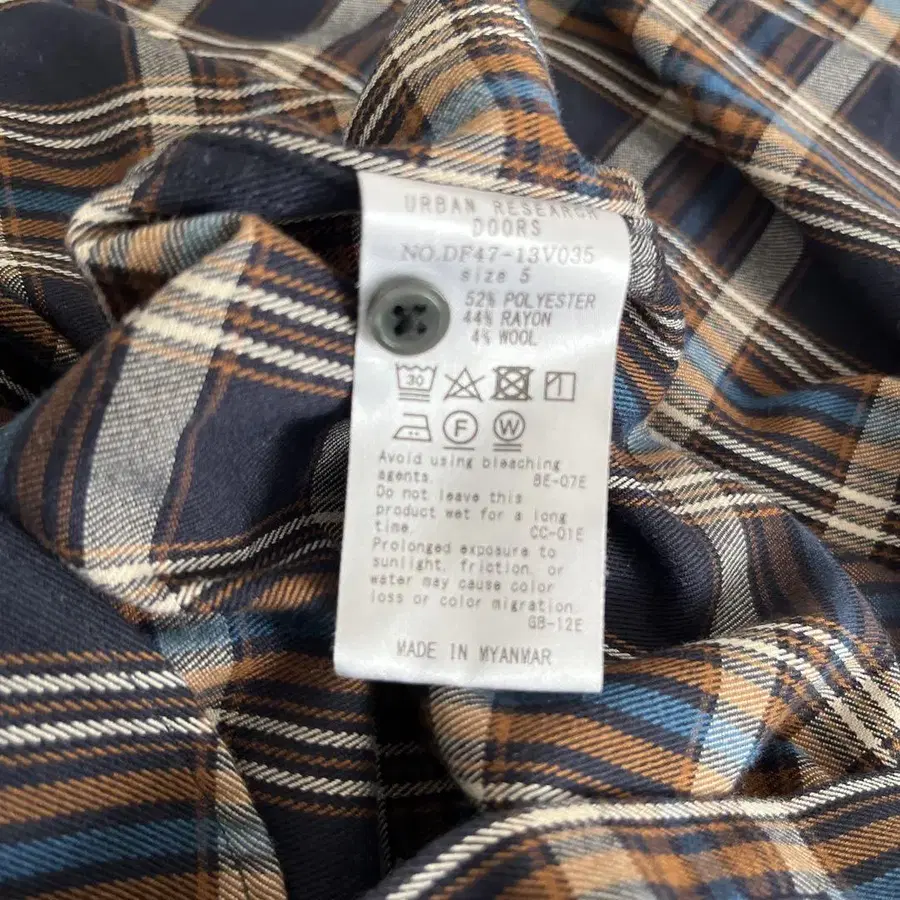 URBAN RESEARCH
DOORS
NO.DF47-13V035
size 5
52% POLYESTER
44% RAYON
4% WOOL
30
F W
Avoid using bleaching
agents. BE-07E
Do not leave this
product wet for a long
time. CC-01E
Prolonged exposure to
sunlight, friction, or
water may cause color
loss or color migration.
GB-12E
MADE IN MYANMAR